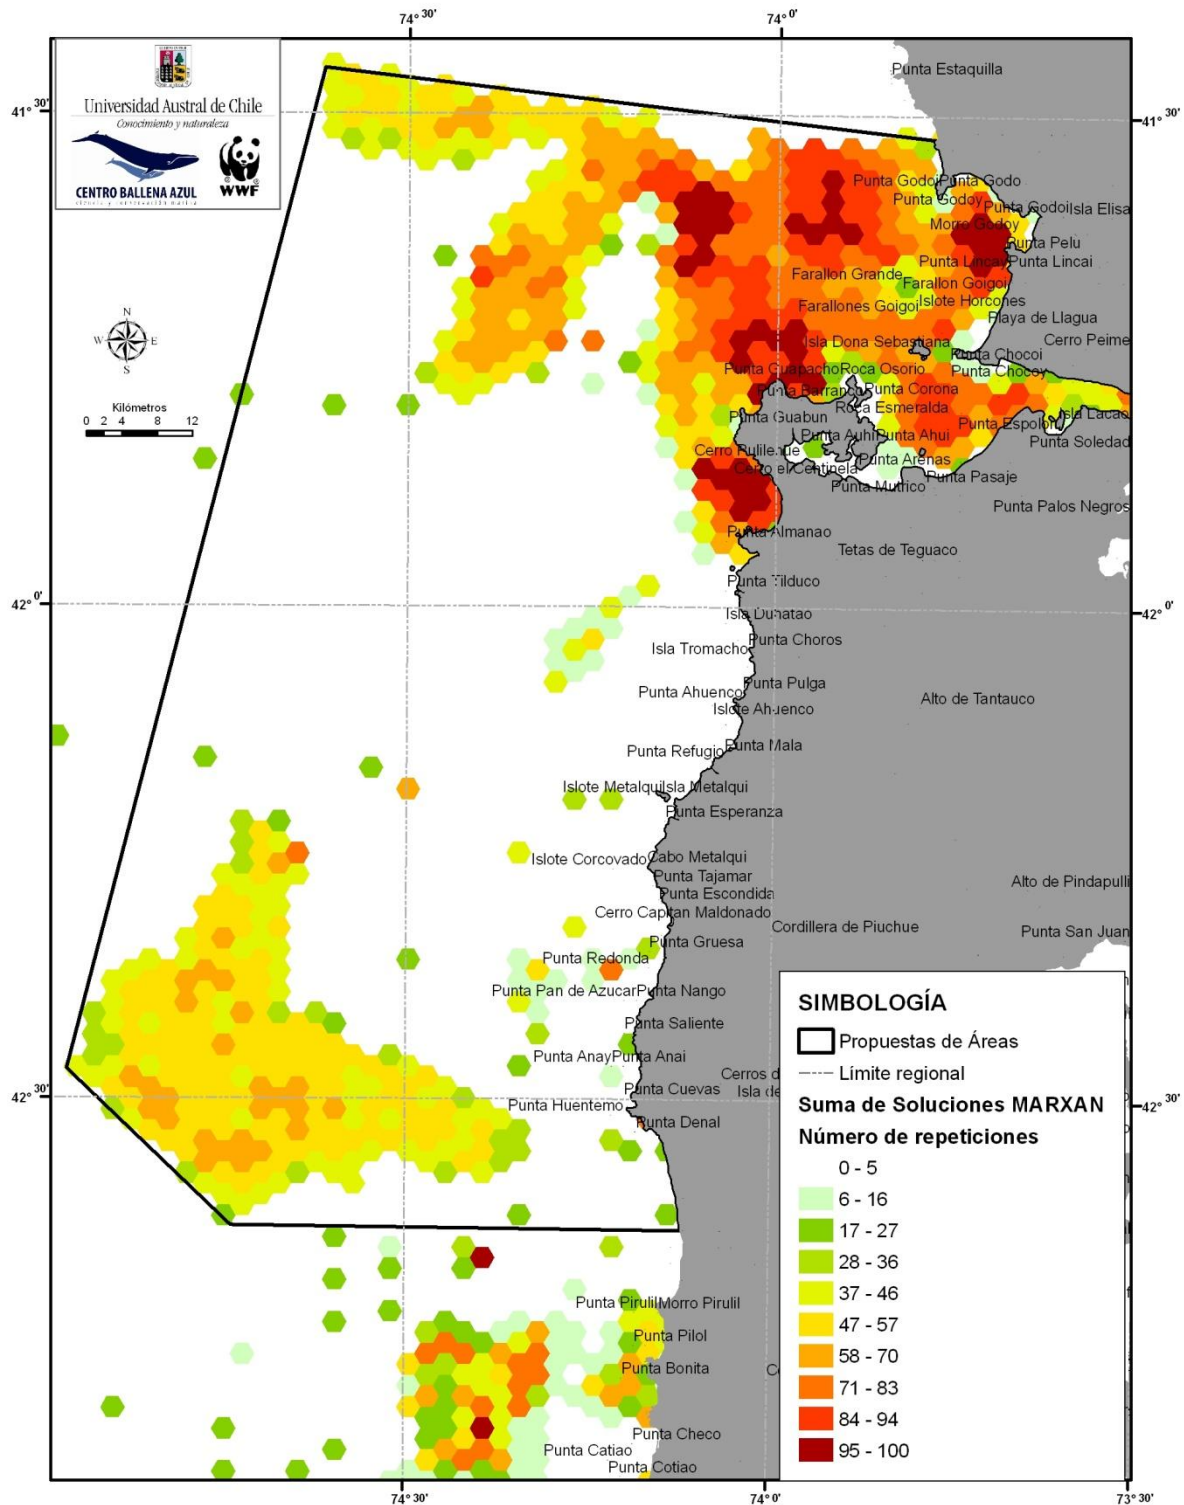 74° 30'
74° 0'
Universidad Austral de Chile
Conocimiento y naturaleza
CENTRO BALLENA AZUL
WWF
41° 30'
41° 30'
Punta Estaquilla
Punta Godoi
Punta Godo
Punta Godoy
Punta Godoi
Isla Elisa
Morro Godoy
Punta Pelu
Punta Lincay
Punta Lincai
Farallon Grande
Farallon Goigoi
Islote Horcones
Farallones Goigoi
Playa de Llagua
N
W
E
S
Isla Dona Sebastiana
Cerro Peime
Punta Chocoi
Punta Guapacho
Roca Osorio
Punta Chocoy
Punta Barranco
Punta Corona
Kilómetros
0 2 4 8 12
Roca Esmeralda
Isla Lacao
Punta Guabun
Punta Espolon
Punta Auhi
Punta Ahui
Punta Soledad
Cerro Pulilehue
Punta Arenas
Cerro el Centinela
Punta Pasaje
Punta Mutrico
Punta Palos Negros
Punta Almanao
Tetas de Teguaco
Punta Tilduco
42° 0'
42° 0'
Isla Dunatao
Punta Choros
Isla Tromacho
Punta Pulga
Punta Ahuenco
Alto de Tantauco
Islote Ahuenco
Punta Mala
Punta Refugio
Islote Metalqui
Isla Metalqui
Punta Esperanza
Islote Corcovado
Cabo Metalqui
Punta Tajamar
Alto de Pindapulli
Punta Escondida
Cerro Capitan Maldonado
Cordillera de Piuchue
Punta San Juan
Punta Gruesa
Punta Redonda
Punta Pan de Azucar
Punta Nango
Punta Saliente
Punta Anay
Punta Anai
Cerros d
Punta Cuevas
Isla de
42° 30'
42° 30'
Punta Huentemo
Punta Denal
Punta Pirulil
Morro Pirulil
Punta Pilol
Punta Bonita
Punta Checo
Punta Catiao
Punta Cotiao
SIMBOLOGÍA
Propuestas de Áreas
Límite regional
Suma de Soluciones MARXAN
Número de repeticiones
0 - 5
6 - 16
17 - 27
28 - 36
37 - 46
47 - 57
58 - 70
71 - 83
84 - 94
95 - 100
74° 30'
74° 0'
73° 30'